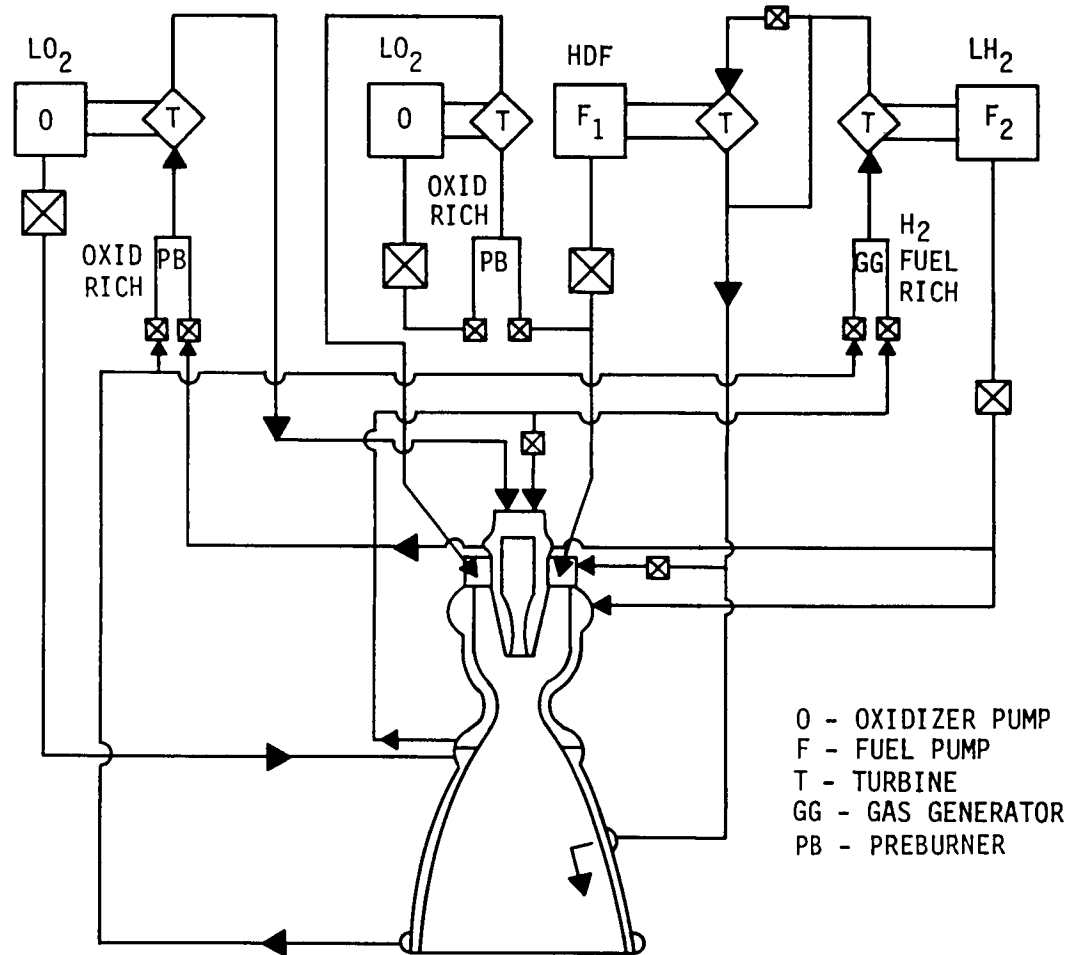 LO2
LO2
HDF
LH2
O
T
O
T
F1
T
T
F2
OXID
RICH
PB
OXID
RICH
PB
GG
H2
FUEL
RICH
O - OXIDIZER PUMP
F - FUEL PUMP
T - TURBINE
GG - GAS GENERATOR
PB - PREBURNER